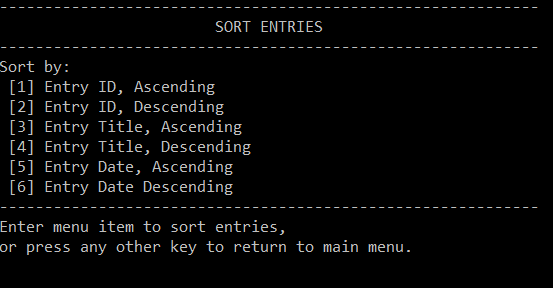 ------------------------------------------------------------
SORT ENTRIES
------------------------------------------------------------
Sort by:
[1] Entry ID, Ascending
[2] Entry ID, Descending
[3] Entry Title, Ascending
[4] Entry Title, Descending
[5] Entry Date, Ascending
[6] Entry Date Descending
------------------------------------------------------------
Enter menu item to sort entries,
or press any other key to return to main menu.